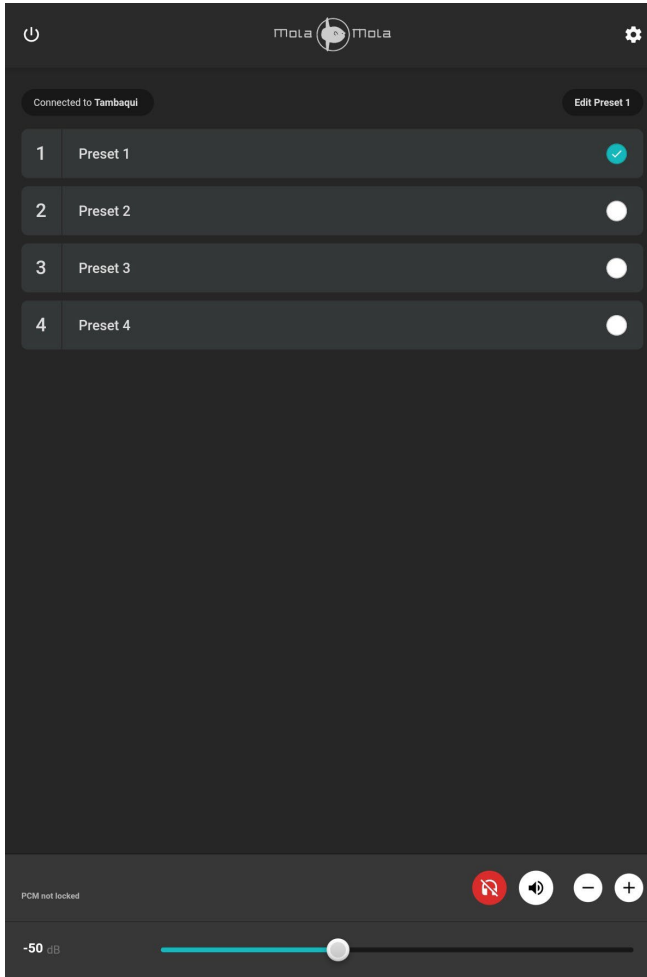 mola mola
Connected to Tambaqui
Edit Preset 1
1 Preset 1
2 Preset 2
3 Preset 3
4 Preset 4
PCM not locked
-50 dB